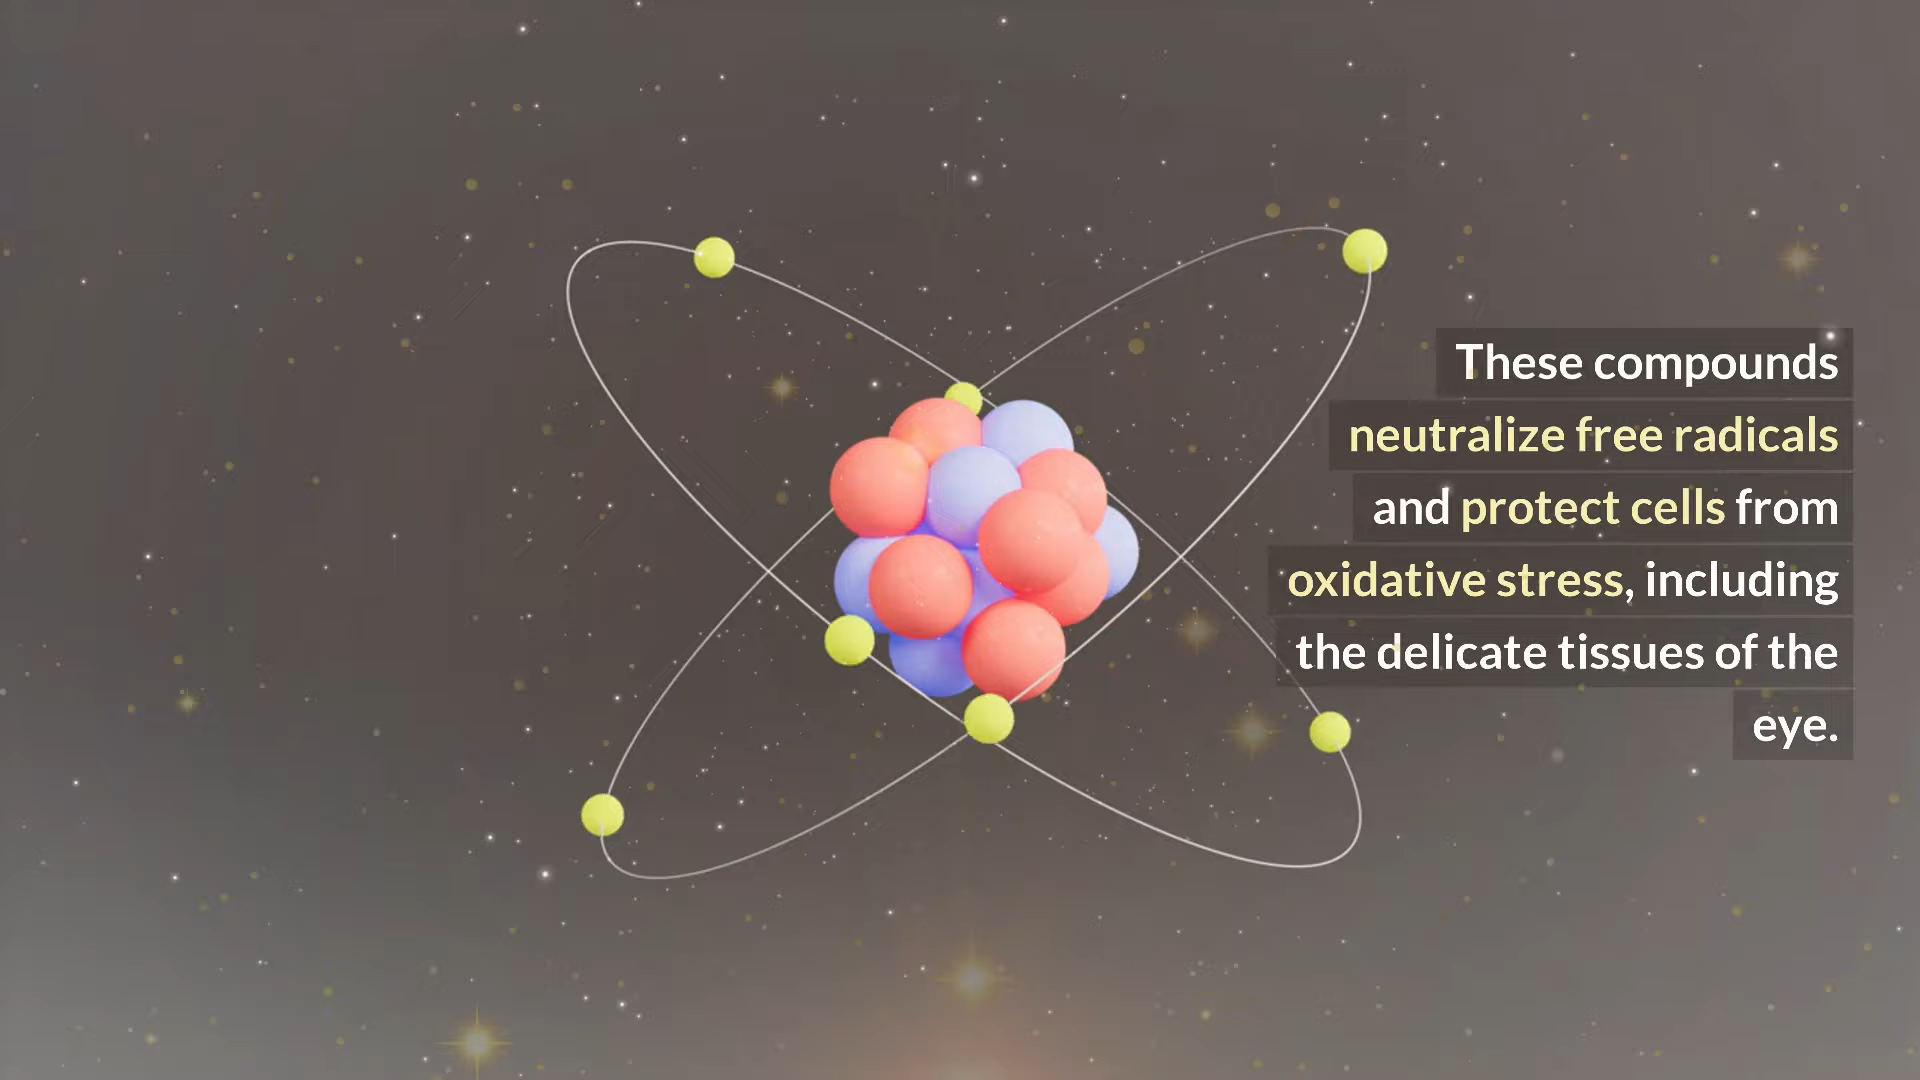 These compounds
neutralize free radicals
and protect cells from
oxidative stress, including
the delicate tissues of the
eye.